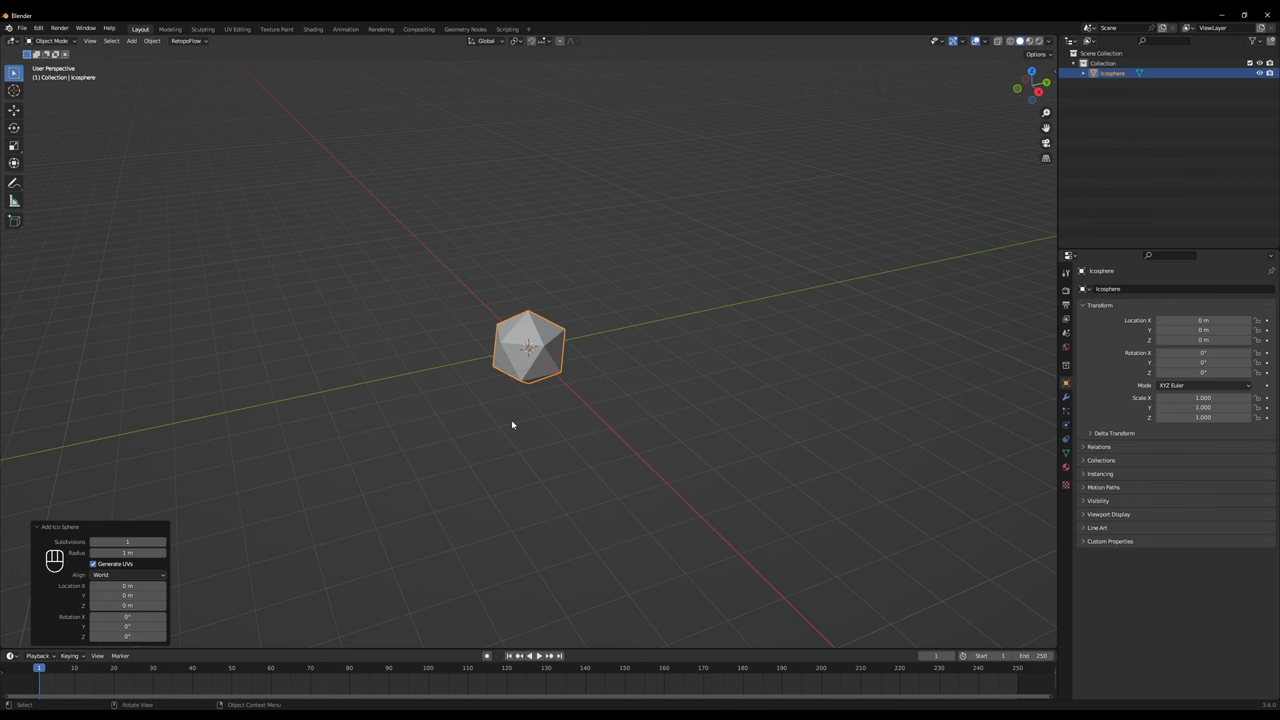 Blender
File Edit Render Window Help Layout Modeling Sculpting UV Editing Texture Paint Shading Animation Rendering Compositing Geometry Nodes Scripting + Scene ViewLayer
Object Mode View Select Add Object RetopoFlow Global
Options
User Perspective
(1) Collection | Icosphere
Z
Y
X
Scene Collection
Collection
Icosphere
Icosphere
Icosphere
Transform
Location X 0 m
Y 0 m
Z 0 m
Rotation X 0°
Y 0°
Z 0°
Mode XYZ Euler
Scale X 1.000
Y 1.000
Z 1.000
Delta Transform
Relations
Collections
Instancing
Motion Paths
Visibility
Viewport Display
Line Art
Custom Properties
Add Ico Sphere
Subdivisions 1
Radius 1 m
Generate UVs
Align World
Location X 0 m
Y 0 m
Z 0 m
Rotation X 0°
Y 0°
Z 0°
Playback Keying View Marker 1 Start 1 End 250
1 10 20 30 40 50 60 70 80 90 100 110 120 130 140 150 160 170 180 190 200 210 220 230 240 250
Select Rotate View Object Context Menu 3.6.0